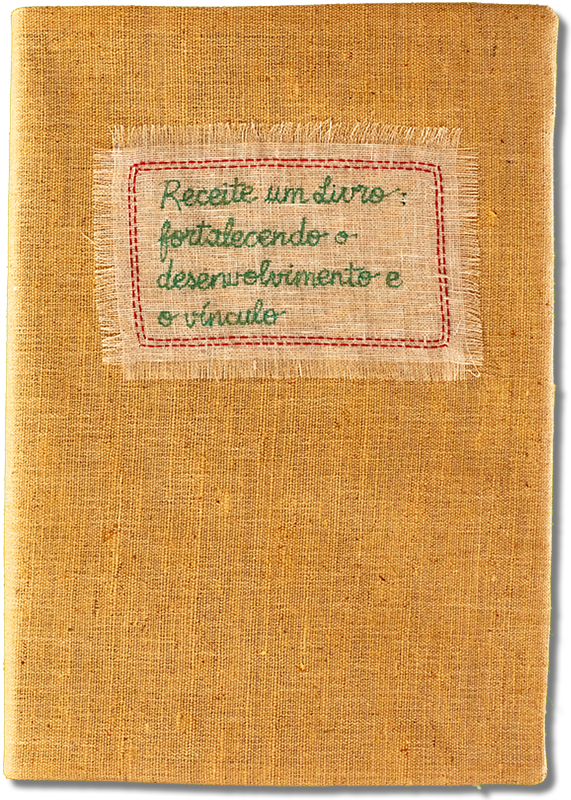 Receite um Livro:
fortalecendo o
desenvolvimento e
o vínculo